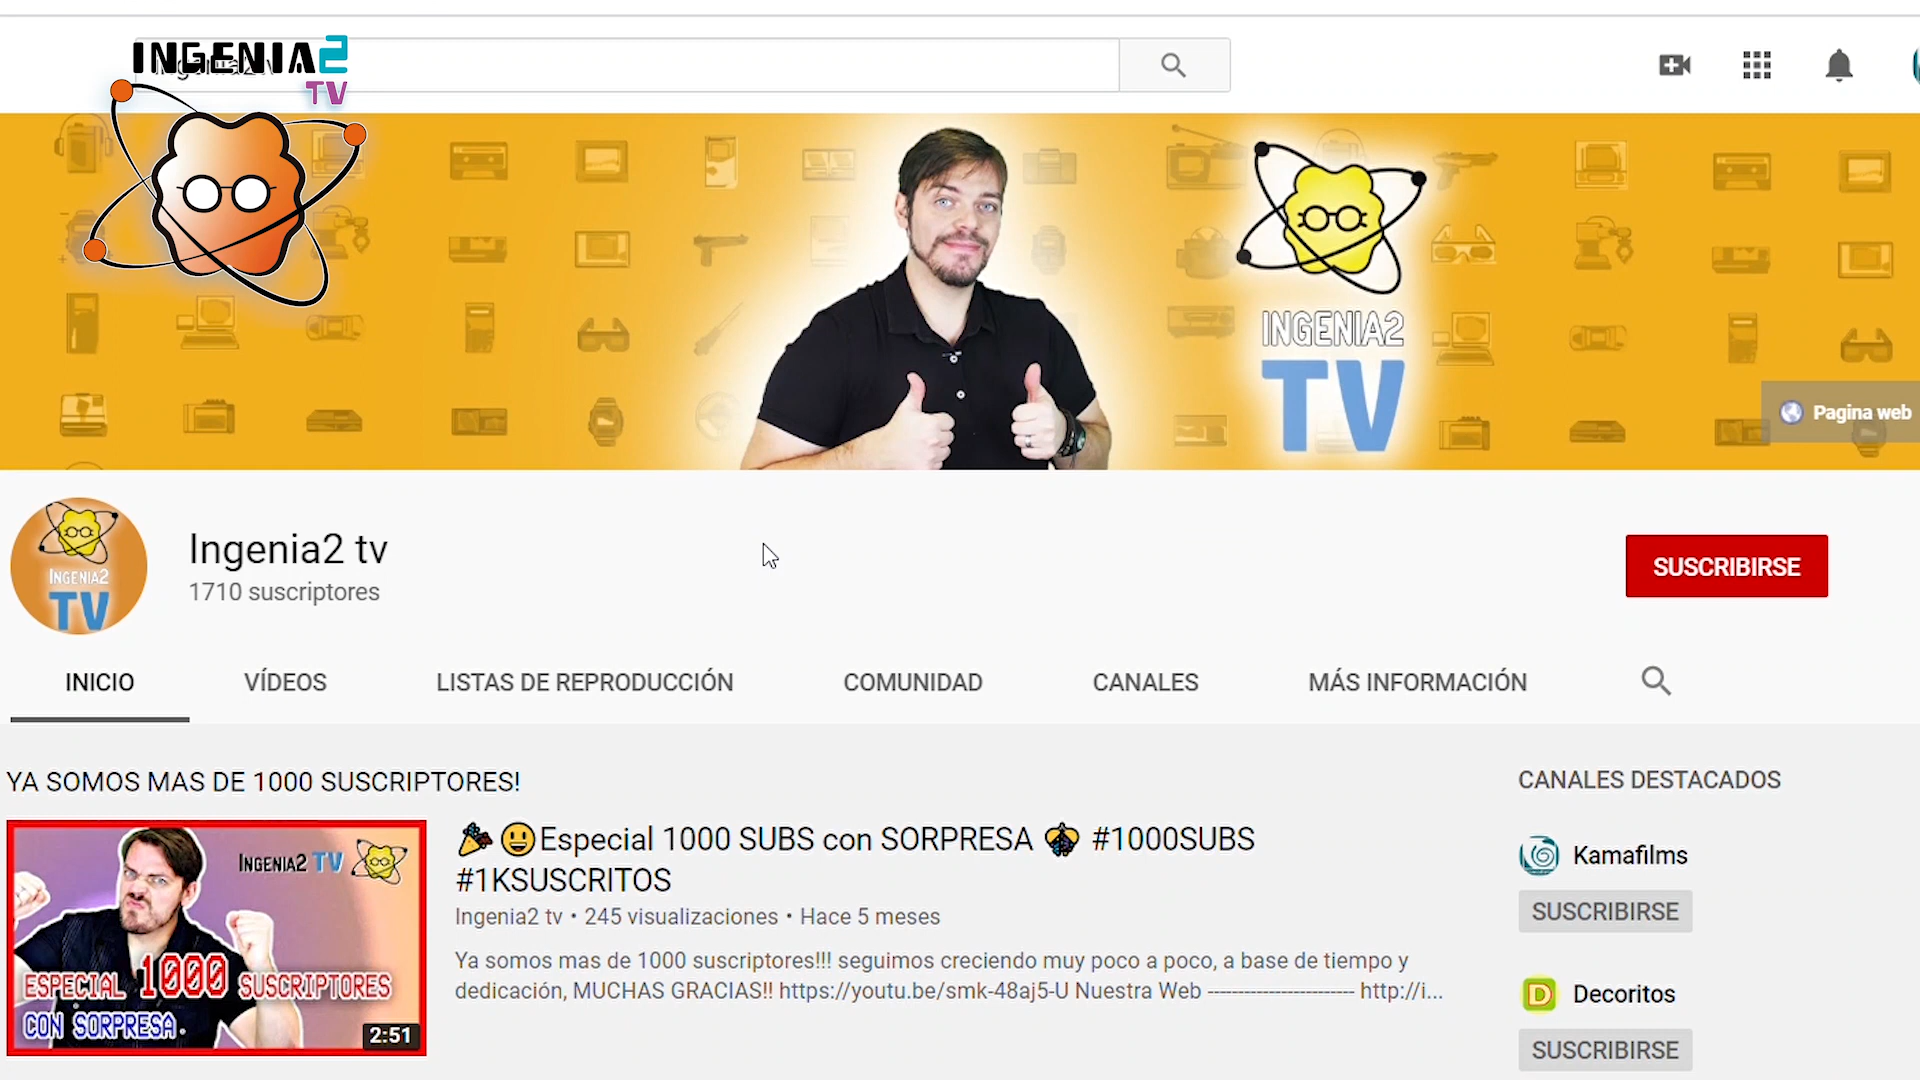 INGENIA2
TV
INGENIA2
TV
Pagina web
INGENIA2
TV
Ingenia2 tv
1710 suscriptores
SUSCRIBIRSE
INICIO
VÍDEOS
LISTAS DE REPRODUCCIÓN
COMUNIDAD
CANALES
MÁS INFORMACIÓN
YA SOMOS MAS DE 1000 SUSCRIPTORES!
INGENIA2 TV
ESPECIAL 1000 SUSCRIPTORES
CON SORPRESA.
2:51
Especial 1000 SUBS con SORPRESA #1000SUBS
#1KSUSCRITOS
Ingenia2 tv • 245 visualizaciones • Hace 5 meses
Ya somos mas de 1000 suscriptores!!! seguimos creciendo muy poco a poco, a base de tiempo y
dedicación, MUCHAS GRACIAS!! https://youtu.be/smk-48aj5-U Nuestra Web ----------------------- http://i...
CANALES DESTACADOS
Kamafilms
SUSCRIBIRSE
D
Decoritos
SUSCRIBIRSE